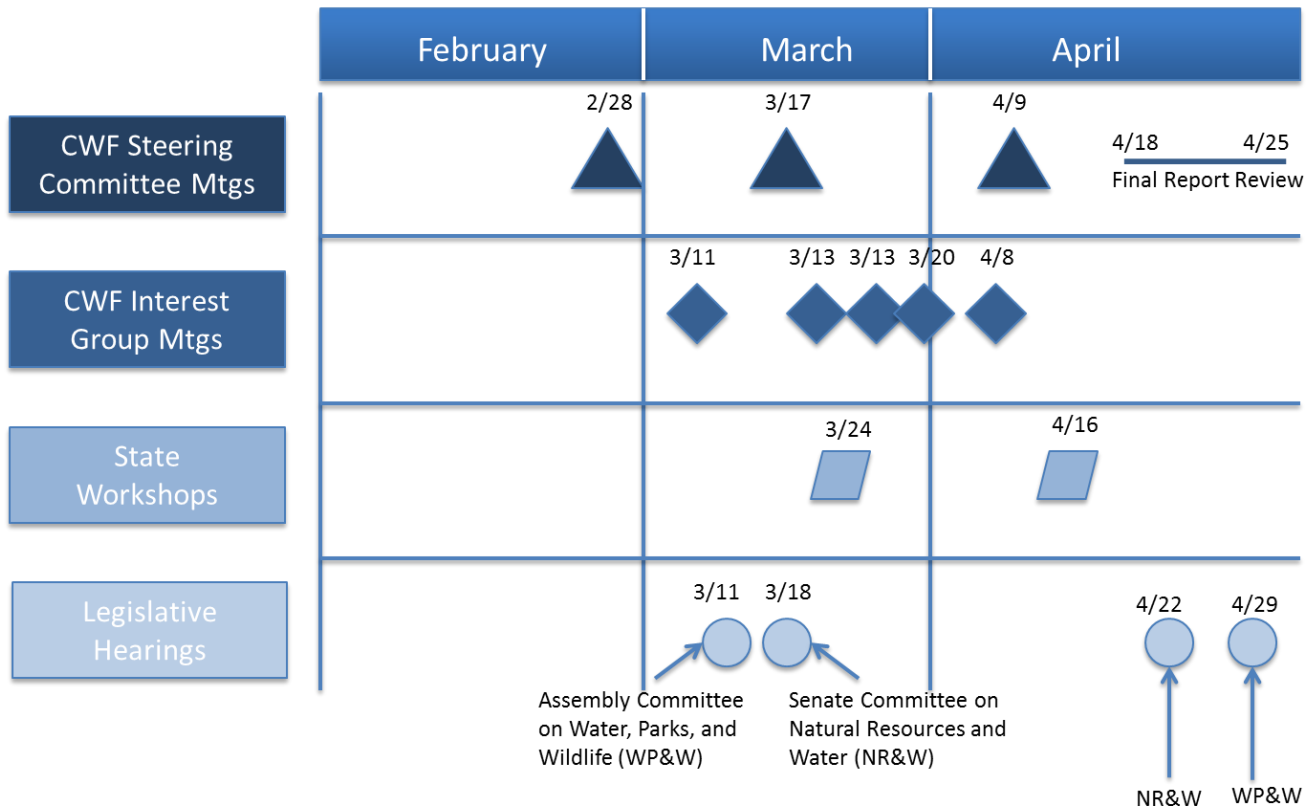 February March April
2/28 3/17 4/9
CWF Steering
Committee Mtgs
4/18 4/25
Final Report Review
3/11 3/13 3/13 3/20 4/8
CWF Interest
Group Mtgs
3/24 4/16
State
Workshops
3/11 3/18 4/22 4/29
Legislative
Hearings
Assembly Committee
on Water, Parks, and
Wildlife (WP&W)
Senate Committee on
Natural Resources and
Water (NR&W)
NR&W WP&W